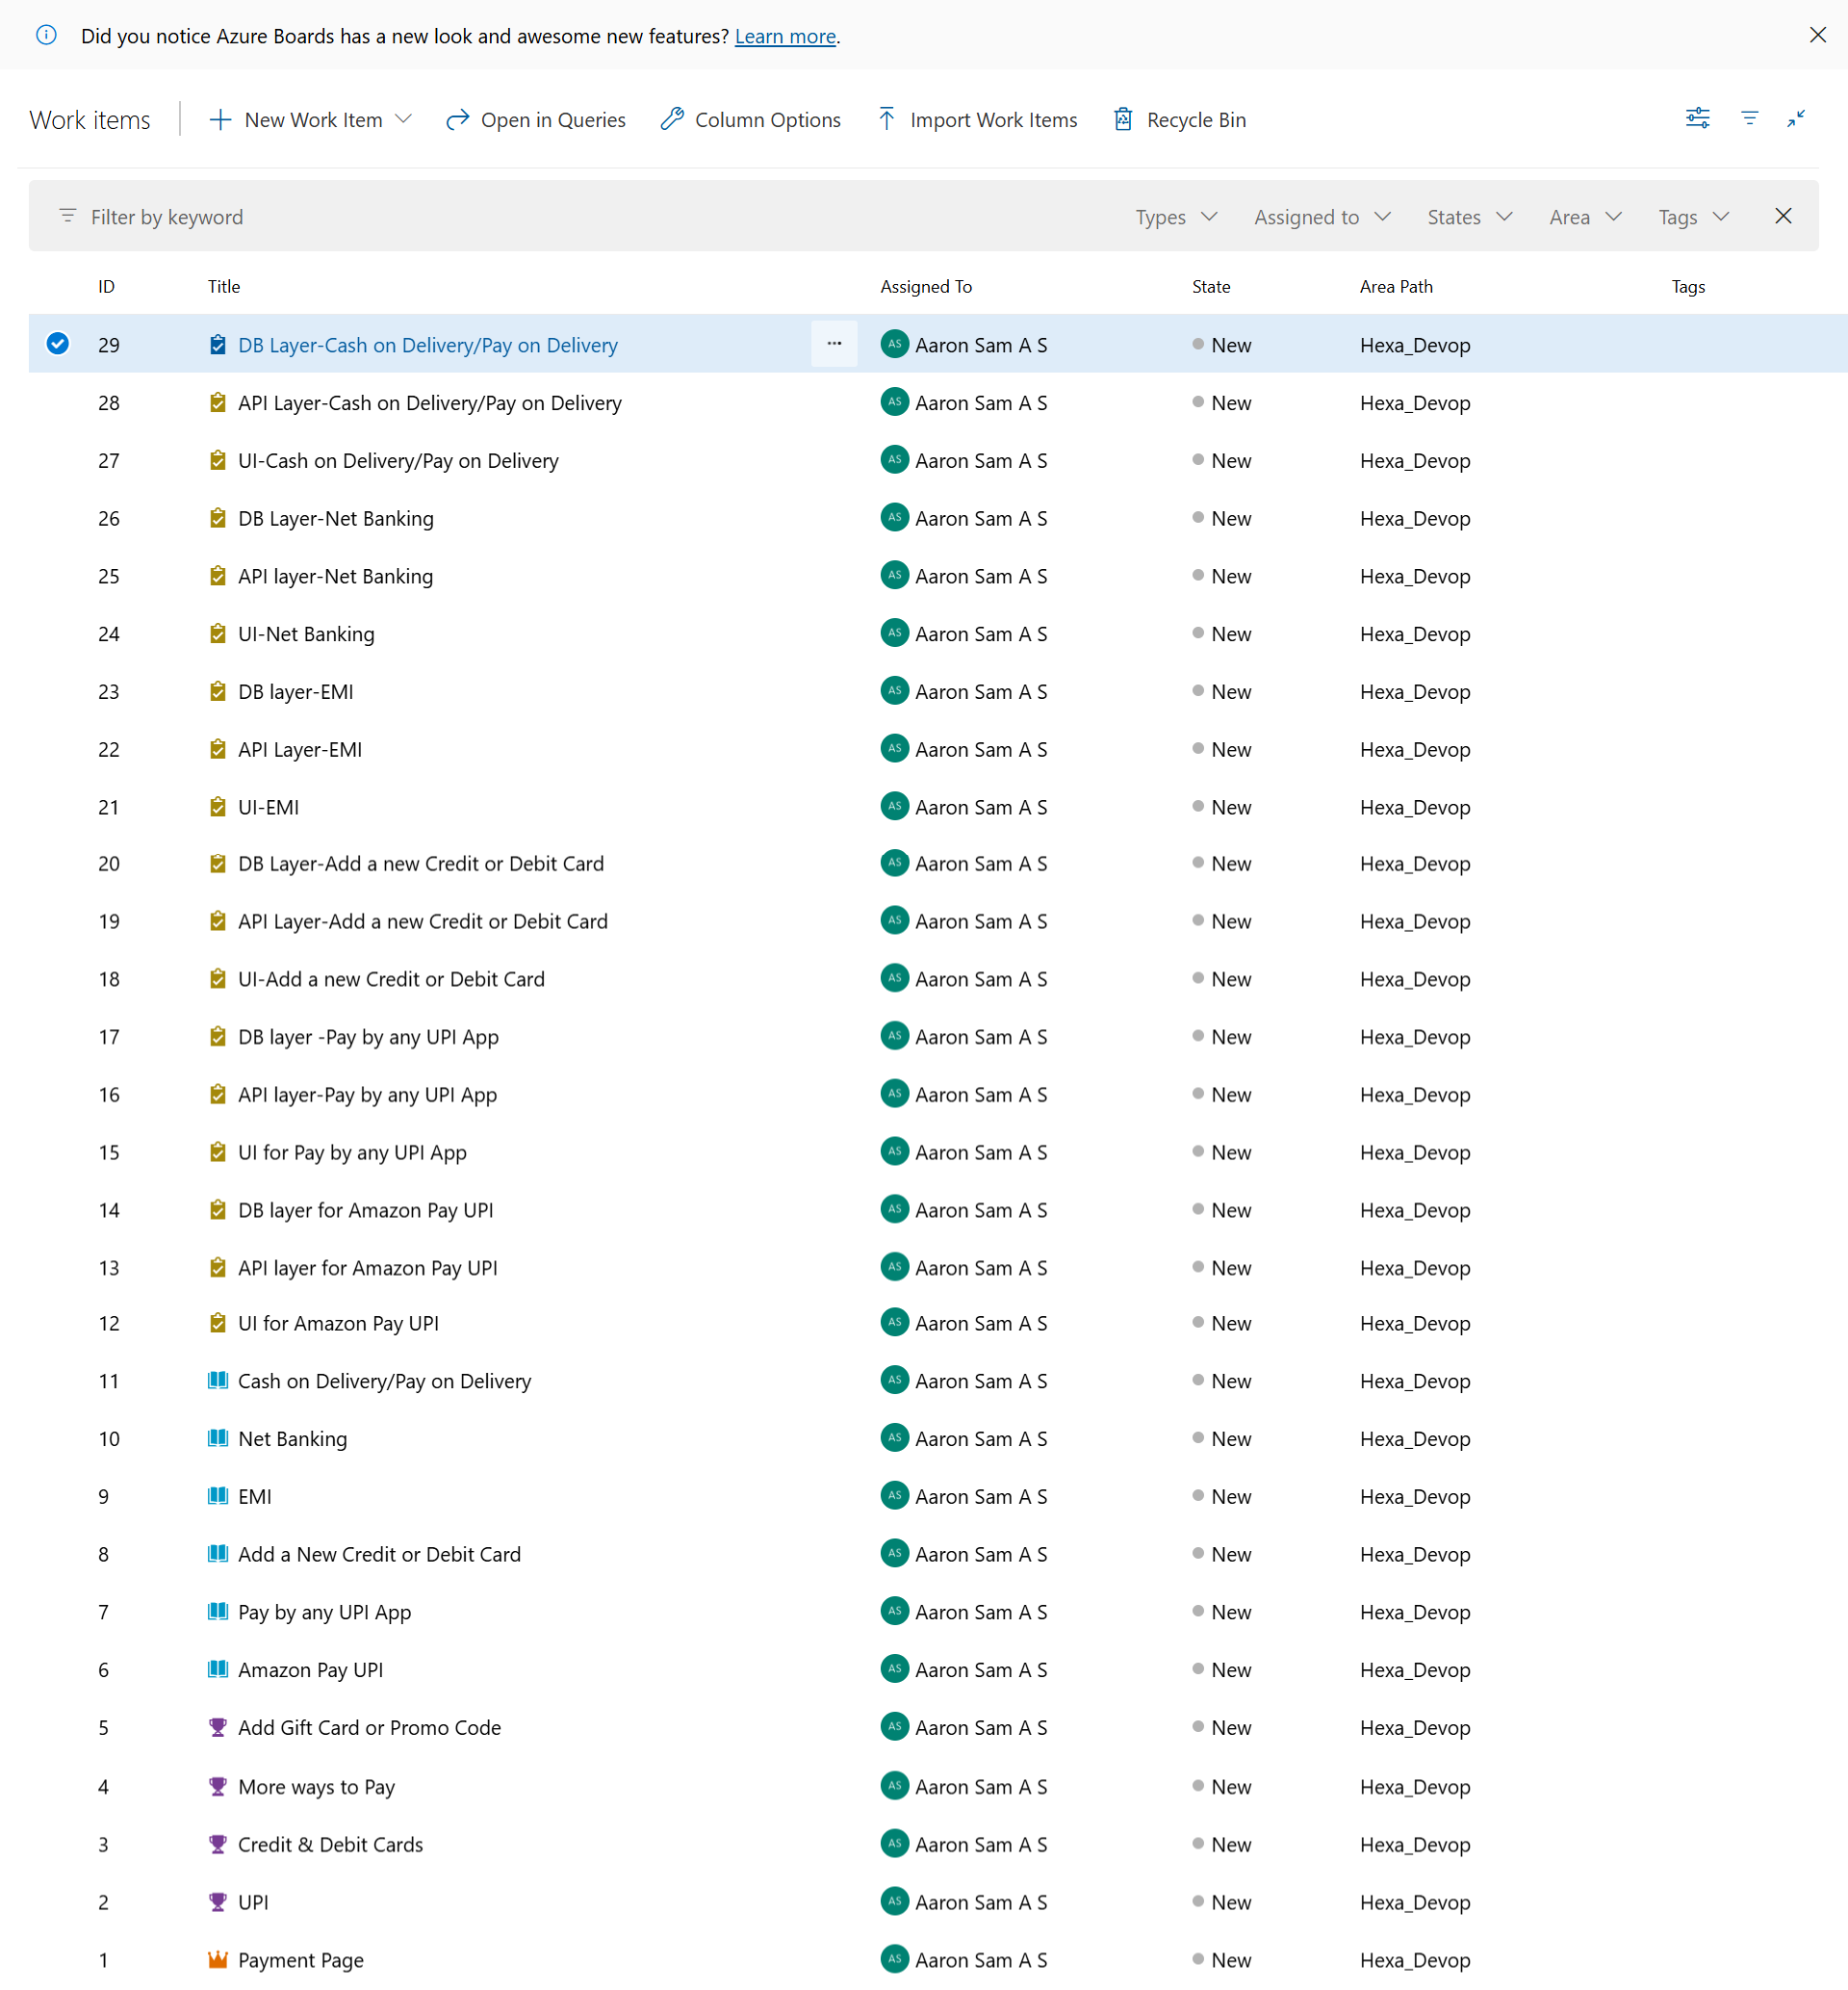 Did you notice Azure Boards has a new look and awesome new features? Learn more.
Work items New Work Item Open in Queries Column Options Import Work Items Recycle Bin
Filter by keyword Types Assigned to States Area Tags
ID Title Assigned To State Area Path Tags
29 DB Layer-Cash on Delivery/Pay on Delivery ... AS Aaron Sam A S New Hexa_Devop
28 API Layer-Cash on Delivery/Pay on Delivery AS Aaron Sam A S New Hexa_Devop
27 UI-Cash on Delivery/Pay on Delivery AS Aaron Sam A S New Hexa_Devop
26 DB Layer-Net Banking AS Aaron Sam A S New Hexa_Devop
25 API layer-Net Banking AS Aaron Sam A S New Hexa_Devop
24 UI-Net Banking AS Aaron Sam A S New Hexa_Devop
23 DB layer-EMI AS Aaron Sam A S New Hexa_Devop
22 API Layer-EMI AS Aaron Sam A S New Hexa_Devop
21 UI-EMI AS Aaron Sam A S New Hexa_Devop
20 DB Layer-Add a new Credit or Debit Card AS Aaron Sam A S New Hexa_Devop
19 API Layer-Add a new Credit or Debit Card AS Aaron Sam A S New Hexa_Devop
18 UI-Add a new Credit or Debit Card AS Aaron Sam A S New Hexa_Devop
17 DB layer -Pay by any UPI App AS Aaron Sam A S New Hexa_Devop
16 API layer-Pay by any UPI App AS Aaron Sam A S New Hexa_Devop
15 UI for Pay by any UPI App AS Aaron Sam A S New Hexa_Devop
14 DB layer for Amazon Pay UPI AS Aaron Sam A S New Hexa_Devop
13 API layer for Amazon Pay UPI AS Aaron Sam A S New Hexa_Devop
12 UI for Amazon Pay UPI AS Aaron Sam A S New Hexa_Devop
11 Cash on Delivery/Pay on Delivery AS Aaron Sam A S New Hexa_Devop
10 Net Banking AS Aaron Sam A S New Hexa_Devop
9 EMI AS Aaron Sam A S New Hexa_Devop
8 Add a New Credit or Debit Card AS Aaron Sam A S New Hexa_Devop
7 Pay by any UPI App AS Aaron Sam A S New Hexa_Devop
6 Amazon Pay UPI AS Aaron Sam A S New Hexa_Devop
5 Add Gift Card or Promo Code AS Aaron Sam A S New Hexa_Devop
4 More ways to Pay AS Aaron Sam A S New Hexa_Devop
3 Credit & Debit Cards AS Aaron Sam A S New Hexa_Devop
2 UPI AS Aaron Sam A S New Hexa_Devop
1 Payment Page AS Aaron Sam A S New Hexa_Devop